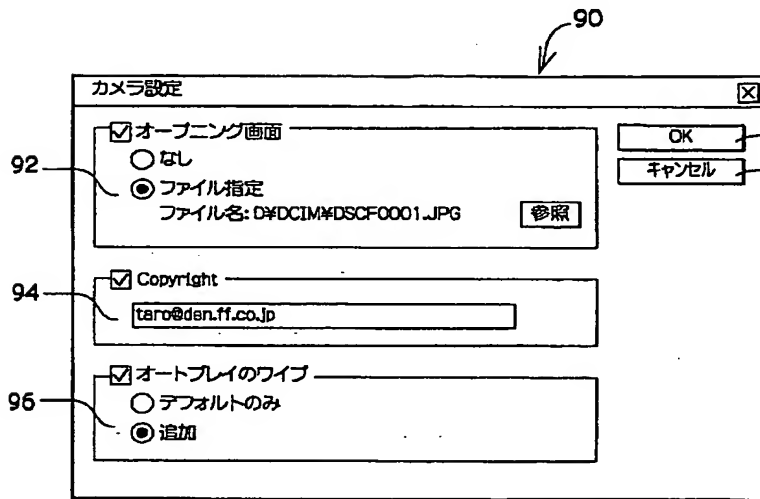 90
カメラ設定
オープニング画面
OK
なし
キャンセル
92
ファイル指定
ファイル名:D¥DCIM¥DSCF0001.JPG
参照
Copyright
94
taro@dsn.ff.co.jp
オートプレイのワイプ
96
デフォルトのみ
追加